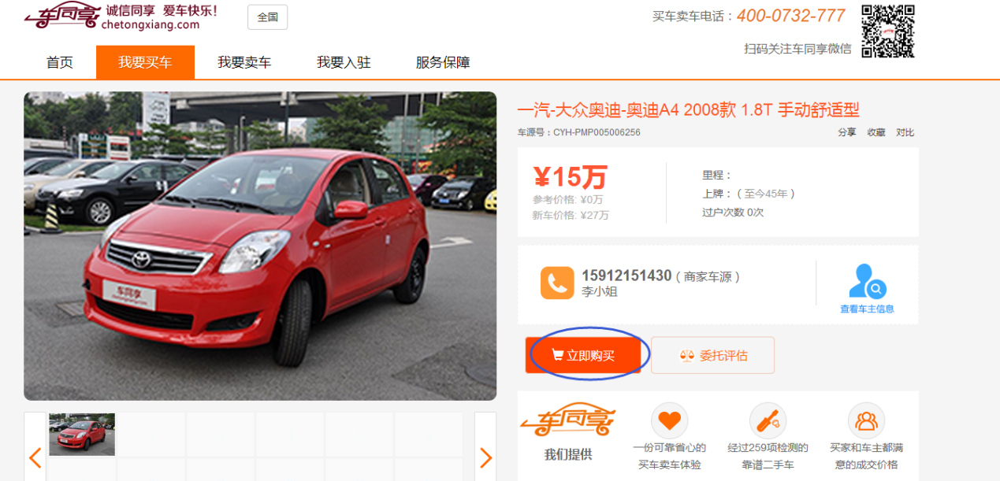 车同享
诚信同享 爱车快乐！
chetongxiang.com
全国
买车卖车电话：400-0732-777
扫码关注车同享微信
首页
我要买车
我要卖车
我要入驻
服务保障
车同享
一汽-大众奥迪-奥迪A4 2008款 1.8T 手动舒适型
车源号：CYH-PMP005006256
分享 收藏 对比
¥15万
参考价格: ¥0万
新车价格: ¥27万
里程：
上牌：（ 至今45年 ）
过户次数 0次
15912151430（ 商家车源 ）
李小姐
查看车主信息
立即购买
委托评估
车同享
我们提供
一份可靠省心的
买车卖车体验
经过259项检测的
靠谱二手车
买家和车主都满
意的成交价格